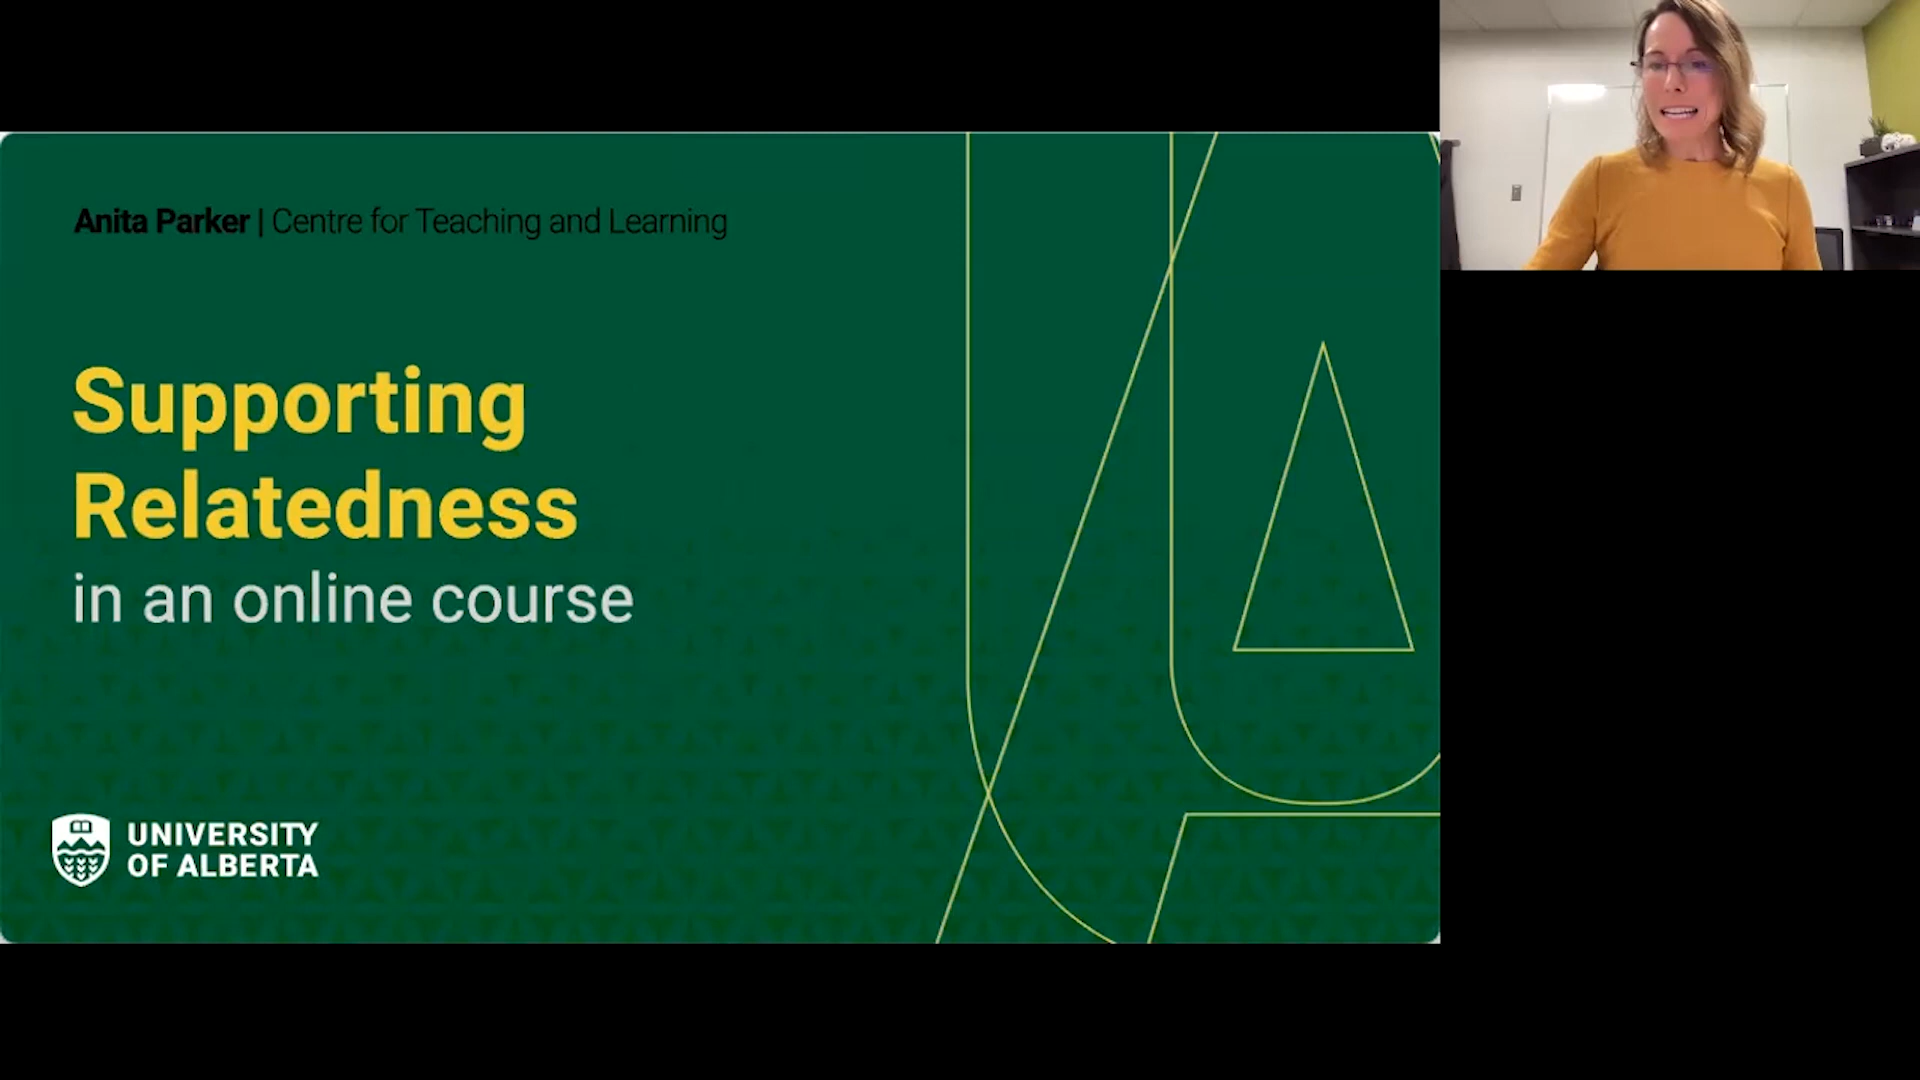 Anita Parker | Centre for Teaching and Learning
Supporting
Relatedness
in an online course
UNIVERSITY
OF ALBERTA